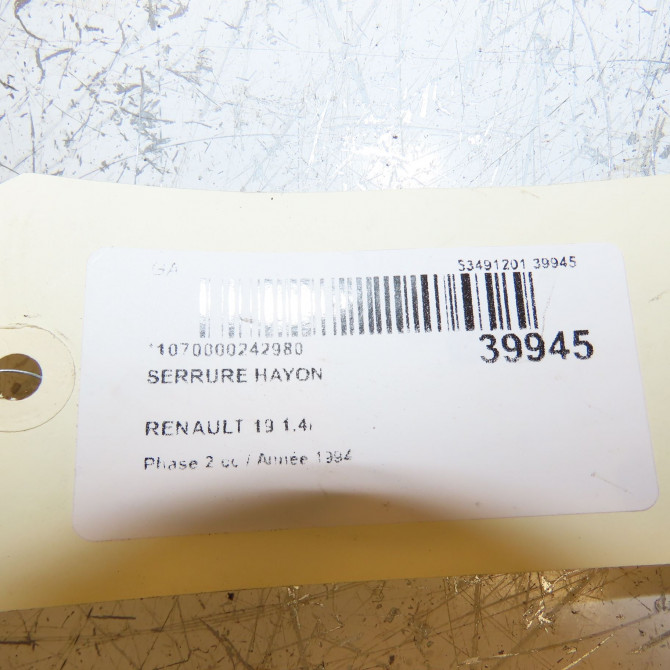 S3491201 39945
*1070000242980
39945
SERRURE HAYON
RENAULT 19 1.4i
Phase 2 cc / Année 1994